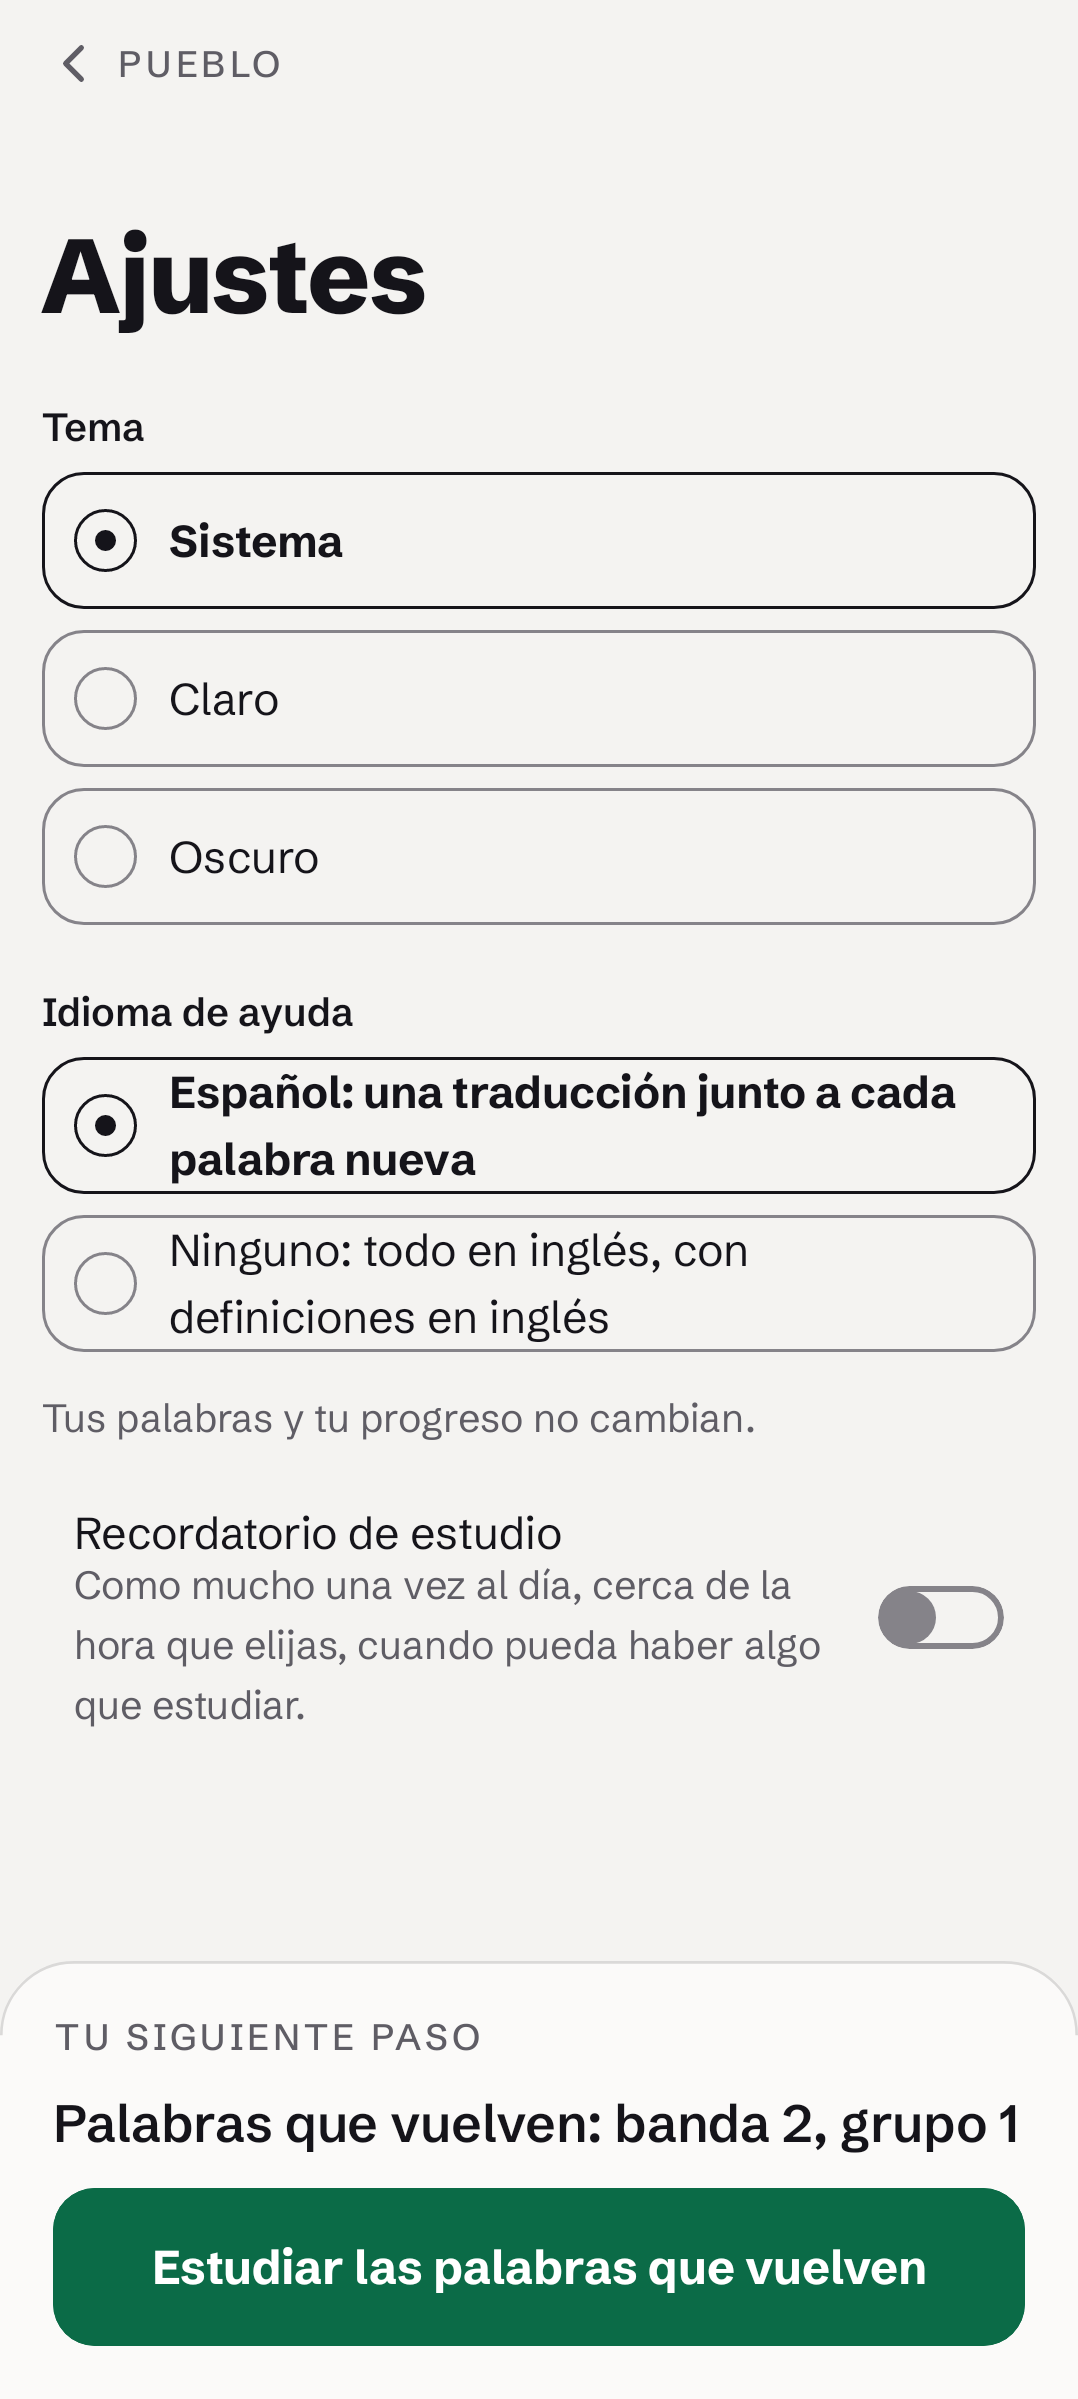 PUEBLO
Ajustes
Tema
Sistema
Claro
Oscuro
Idioma de ayuda
Español: una traducción junto a cada
palabra nueva
Ninguno: todo en inglés, con
definiciones en inglés
Tus palabras y tu progreso no cambian.
Recordatorio de estudio
Como mucho una vez al día, cerca de la
hora que elijas, cuando pueda haber algo
que estudiar.
TU SIGUIENTE PASO
Palabras que vuelven: banda 2, grupo 1
Estudiar las palabras que vuelven